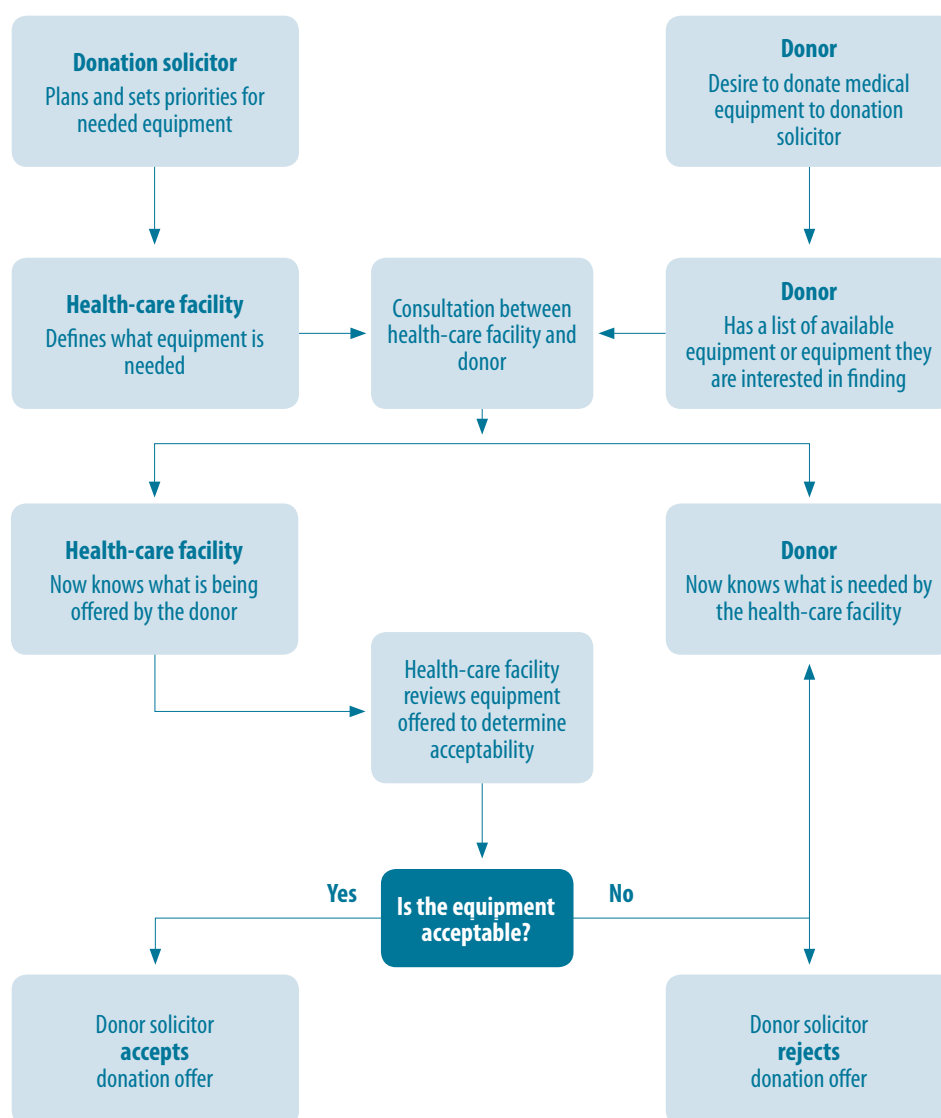 Donation solicitor
Plans and sets priorities for
needed equipment
Donor
Desire to donate medical
equipment to donation
solicitor
Health-care facility
Defines what equipment is
needed
Consultation between
health-care facility and
donor
Donor
Has a list of available
equipment or equipment they
are interested in finding
Health-care facility
Now knows what is being
offered by the donor
Donor
Now knows what is needed by
the health-care facility
Health-care facility
reviews equipment
offered to determine
acceptability
Yes
Is the equipment
acceptable?
No
Donor solicitor
accepts
donation offer
Donor solicitor
rejects
donation offer